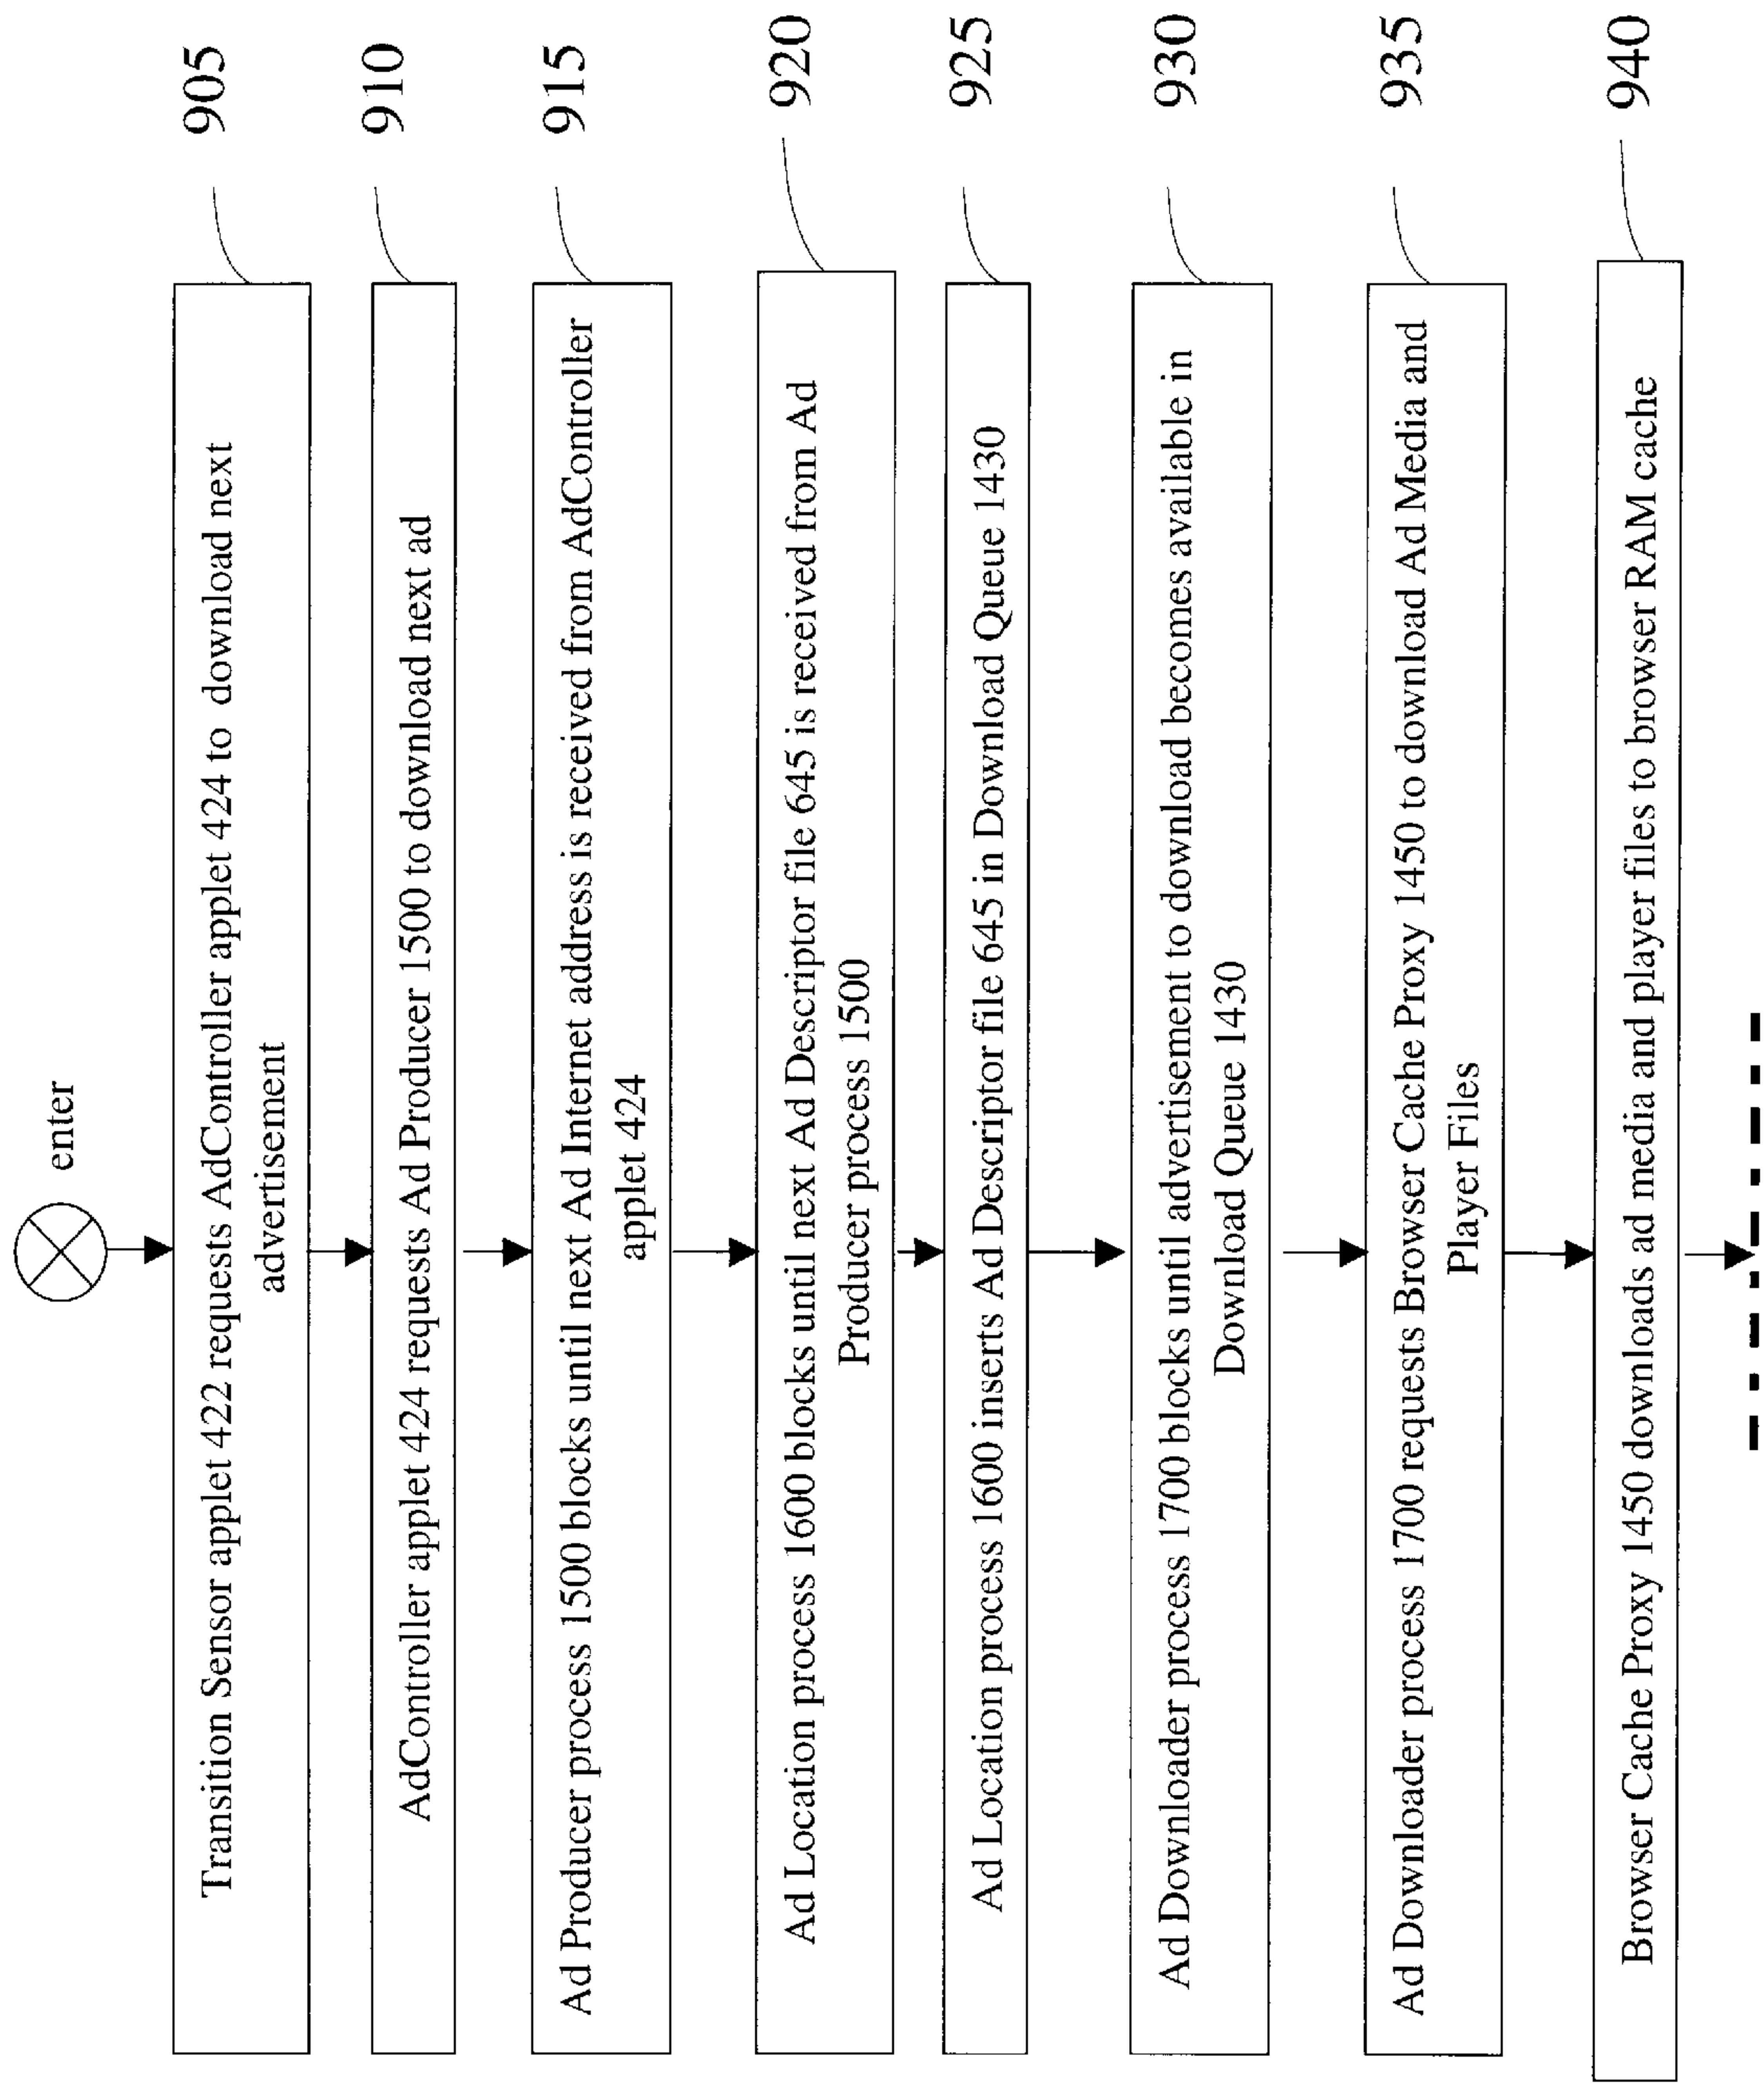 enter
905
Transition Sensor applet 422 requests AdController applet 424 to download next
advertisement
910
AdController applet 424 requests Ad Producer 1500 to download next ad
915
Ad Producer process 1500 blocks until next Ad Internet address is received from AdController
applet 424
920
Ad Location process 1600 blocks until next Ad Descriptor file 645 is received from Ad
Producer process 1500
925
Ad Location process 1600 inserts Ad Descriptor file 645 in Download Queue 1430
930
Ad Downloader process 1700 blocks until advertisement to download becomes available in
Download Queue 1430
935
Ad Downloader process 1700 requests Browser Cache Proxy 1450 to download Ad Media and
Player Files
940
Browser Cache Proxy 1450 downloads ad media and player files to browser RAM cache